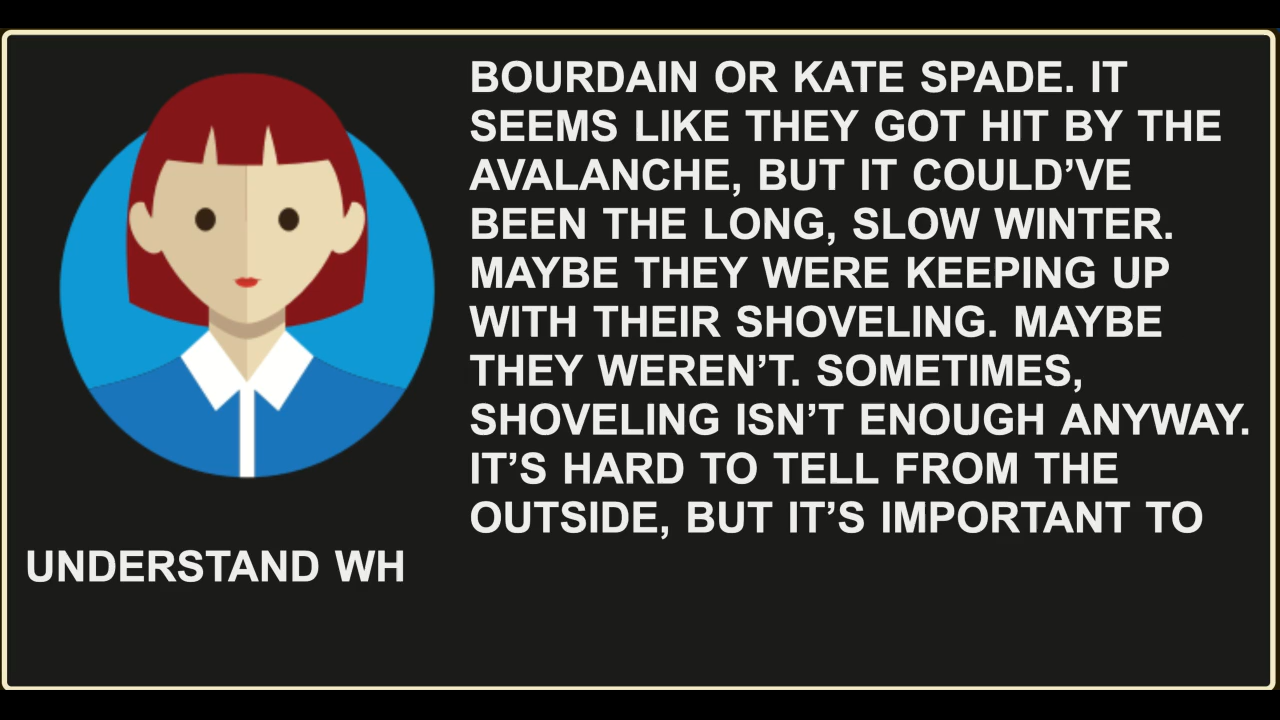 BOURDAIN OR KATE SPADE. IT
SEEMS LIKE THEY GOT HIT BY THE
AVALANCHE, BUT IT COULD’VE
BEEN THE LONG, SLOW WINTER.
MAYBE THEY WERE KEEPING UP
WITH THEIR SHOVELING. MAYBE
THEY WEREN’T. SOMETIMES,
SHOVELING ISN’T ENOUGH ANYWAY.
IT’S HARD TO TELL FROM THE
OUTSIDE, BUT IT’S IMPORTANT TO
UNDERSTAND WH